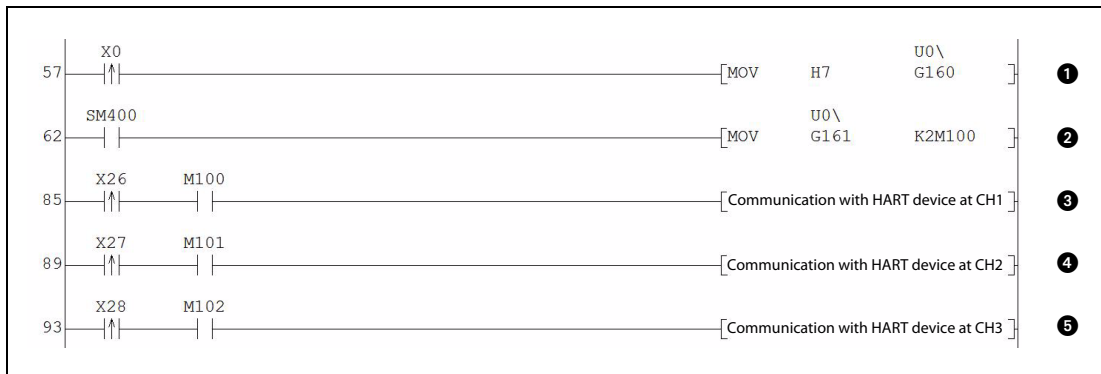 X0
U0\
57 [MOV H7 G160 ] 1
SM400
U0\
62 [MOV G161 K2M100 ] 2
X26 M100
85 [Communication with HART device at CH1 ] 3
X27 M101
89 [Communication with HART device at CH2 ] 4
X28 M102
93 [Communication with HART device at CH3 ] 5